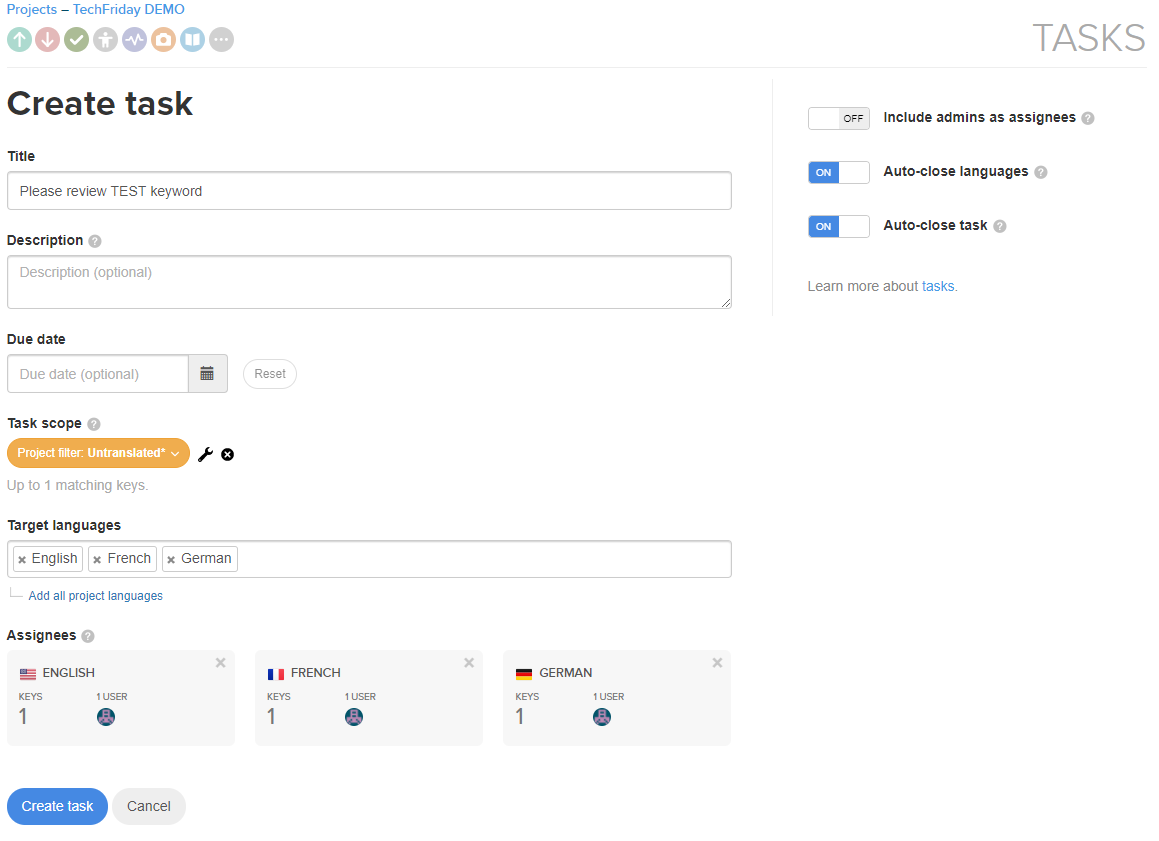 Projects – TechFriday DEMO
TASKS
Create task
Title
Please review TEST keyword
Description ?
Description (optional)
Due date
Due date (optional)
Reset
Task scope ?
Project filter: Untranslated*
Up to 1 matching keys.
Target languages
× English × French × German
Add all project languages
Assignees ?
ENGLISH
KEYS 1 USER
1
FRENCH
KEYS 1 USER
1
GERMAN
KEYS 1 USER
1
Create task Cancel
OFF Include admins as assignees ?
ON Auto-close languages ?
ON Auto-close task ?
Learn more about tasks.